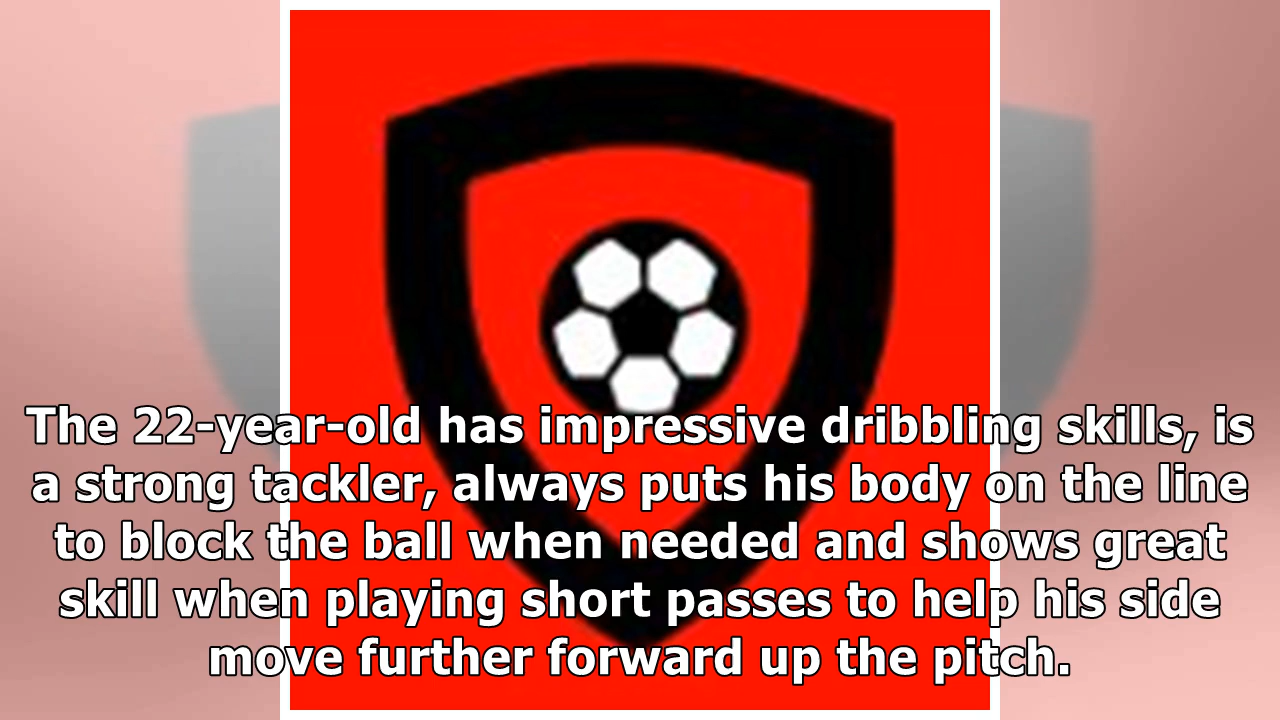 The 22-year-old has impressive dribbling skills, is
a strong tackler, always puts his body on the line
to block the ball when needed and shows great
skill when playing short passes to help his side
move further forward up the pitch.